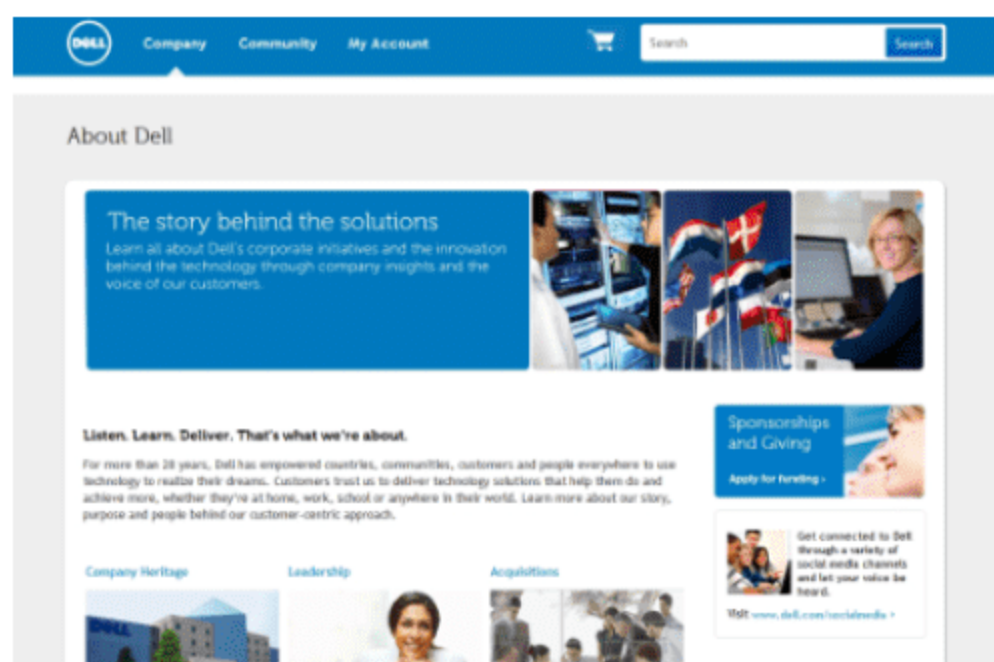 DELL
Company Community My Account
Search Search
About Dell
The story behind the solutions
Learn all about Dell's corporate initiatives and the innovation
behind the technology through company insights and the
voice of our customers.
Listen. Learn. Deliver. That's what we're about.
For more than 28 years, Dell has empowered countries, communities, customers and people everywhere to use
technology to realize their dreams. Customers trust us to deliver technology solutions that help them do and
achieve more, whether they're at home, work, school or anywhere in their world. Learn more about our story,
purpose and people behind our customer-centric approach.
Sponsorships
and Giving
Apply for funding ›
Get connected to Dell
through a variety of
social media channels
and let your voice be
heard.
Visit www.dell.com/socialmedia ›
Company Heritage
Leadership
Acquisitions
DELL